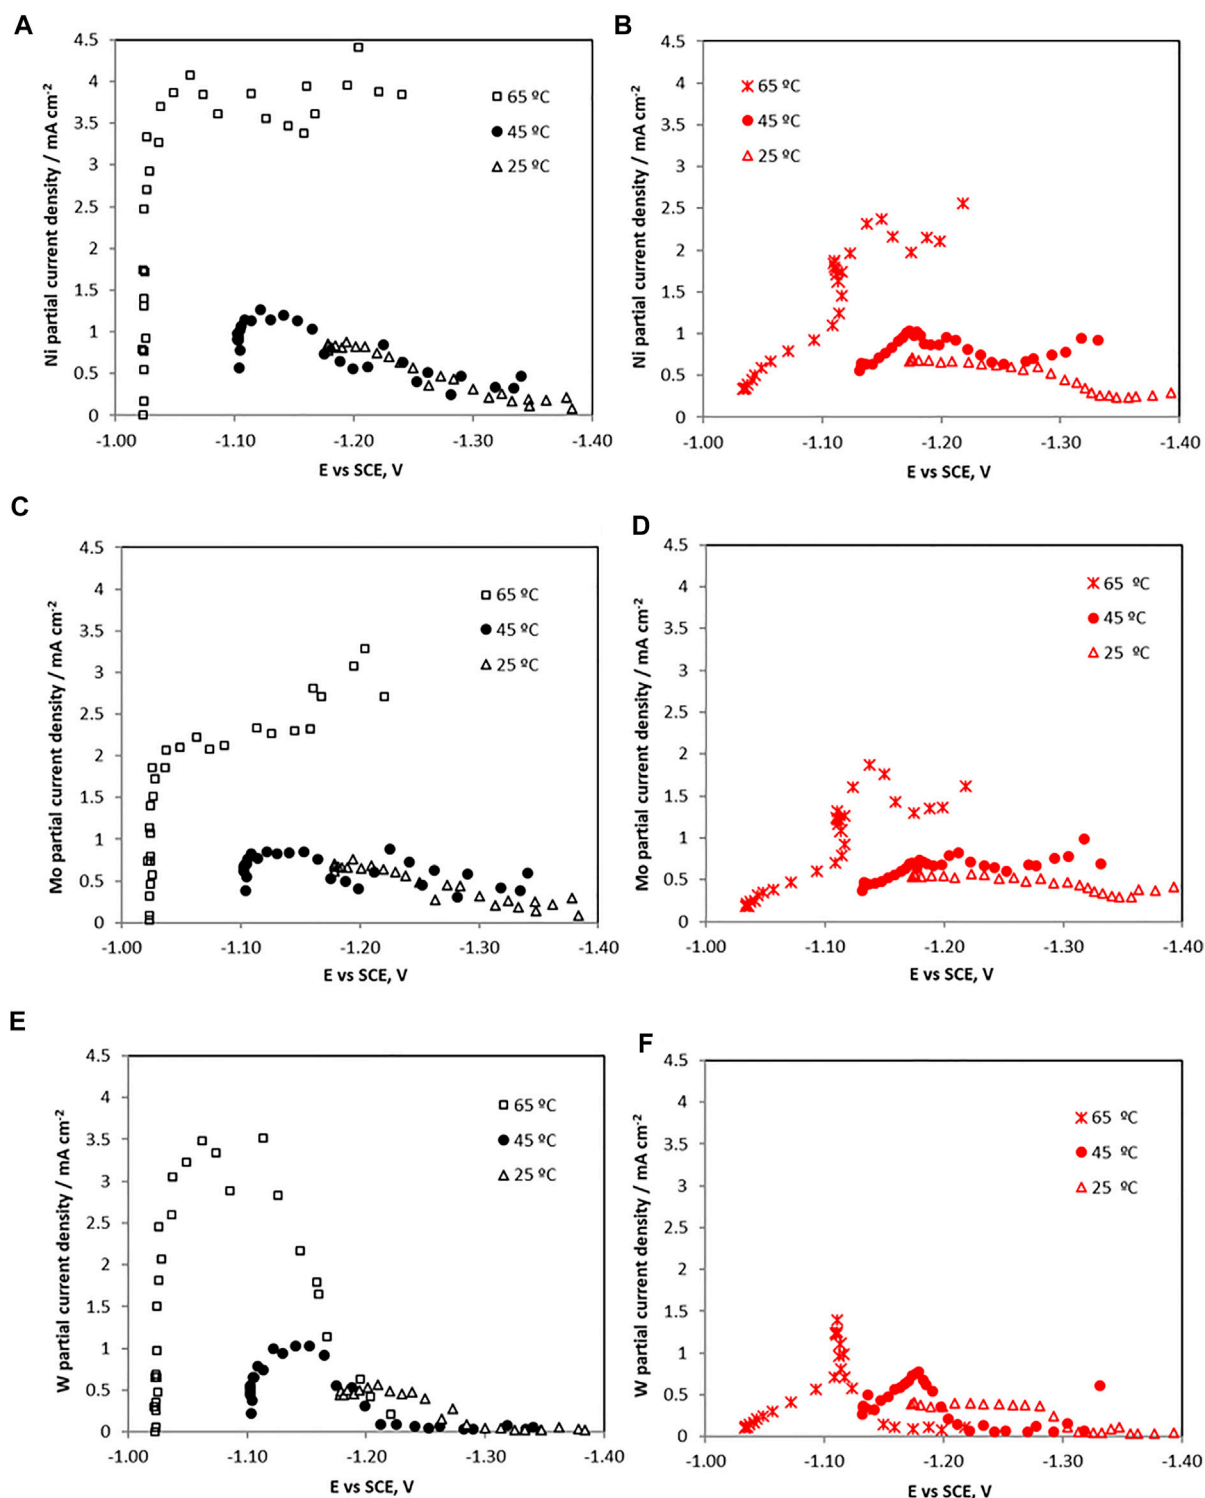 A
Ni partial current density / mA cm-2
4.5
4
3.5
3
2.5
2
1.5
1
0.5
0
65 ºC
45 ºC
25 ºC
-1.00 -1.10 -1.20 -1.30 -1.40
E vs SCE, V
B
Ni partial current density / mA cm-2
4.5
4
3.5
3
2.5
2
1.5
1
0.5
0
65 ºC
45 ºC
25 ºC
-1.00 -1.10 -1.20 -1.30 -1.40
E vs SCE, V
C
Mo partial current density / mA cm-2
4.5
4
3.5
3
2.5
2
1.5
1
0.5
0
65 ºC
45 ºC
25 ºC
-1.00 -1.10 -1.20 -1.30 -1.40
E vs SCE, V
D
Mo partial current density / mA cm-2
4.5
4
3.5
3
2.5
2
1.5
1
0.5
0
65 ºC
45 ºC
25 ºC
-1.00 -1.10 -1.20 -1.30 -1.40
E vs SCE, V
E
W partial current density / mA cm-2
4.5
4
3.5
3
2.5
2
1.5
1
0.5
0
65 ºC
45 ºC
25 ºC
-1.00 -1.10 -1.20 -1.30 -1.40
E vs SCE, V
F
W partial current density / mA cm-2
4.5
4
3.5
3
2.5
2
1.5
1
0.5
0
65 ºC
45 ºC
25 ºC
-1.00 -1.10 -1.20 -1.30 -1.40
E vs SCE, V